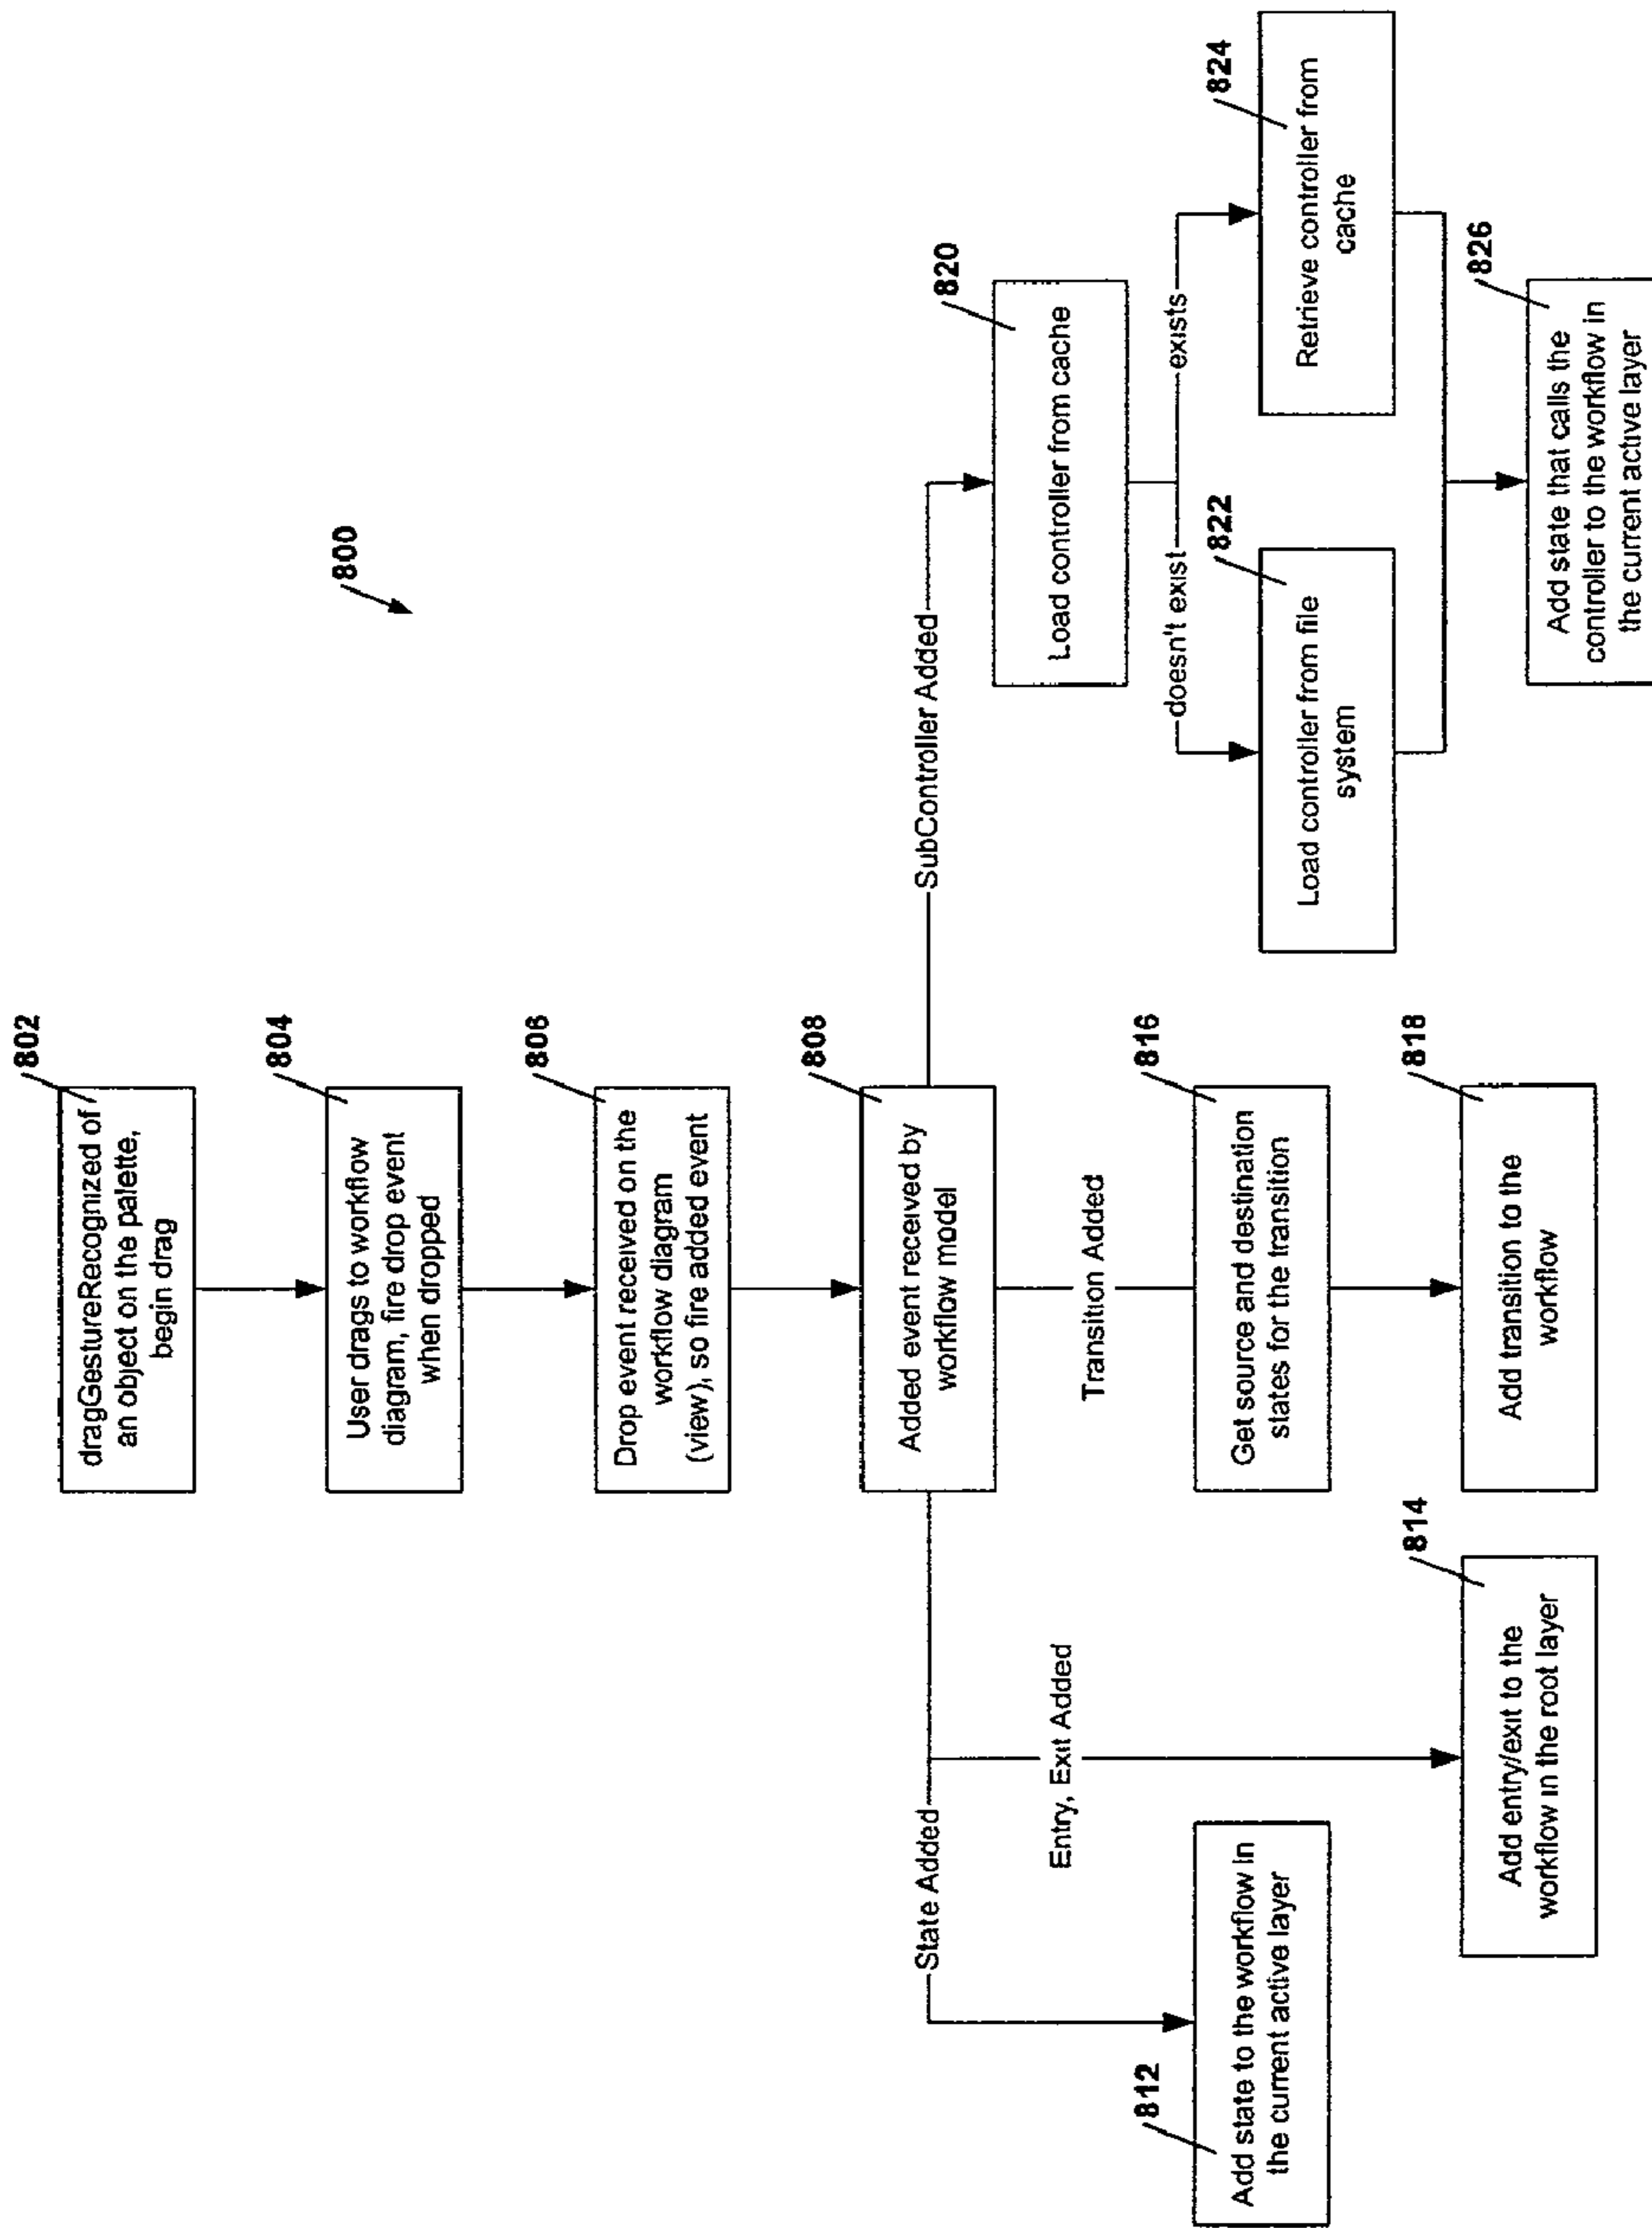 800
802
dragGestureRecognized of
an object on the palette,
begin drag
804
User drags to workflow
diagram, fire drop event
when dropped
806
Drop event received on the
workflow diagram
(view), so fire added event
808
Added event received by
workflow model
State Added
Entry, Exit Added
Transition Added
SubController Added
812
Add state to the workflow in
the current active layer
814
Add entry/exit to the
workflow in the root layer
816
Get source and destination
states for the transition
818
Add transition to the
workflow
820
Load controller from cache
doesn't exist
exists
822
Load controller from file
system
824
Retrieve controller from
cache
826
Add state that calls the
controller to the workflow in
the current active layer